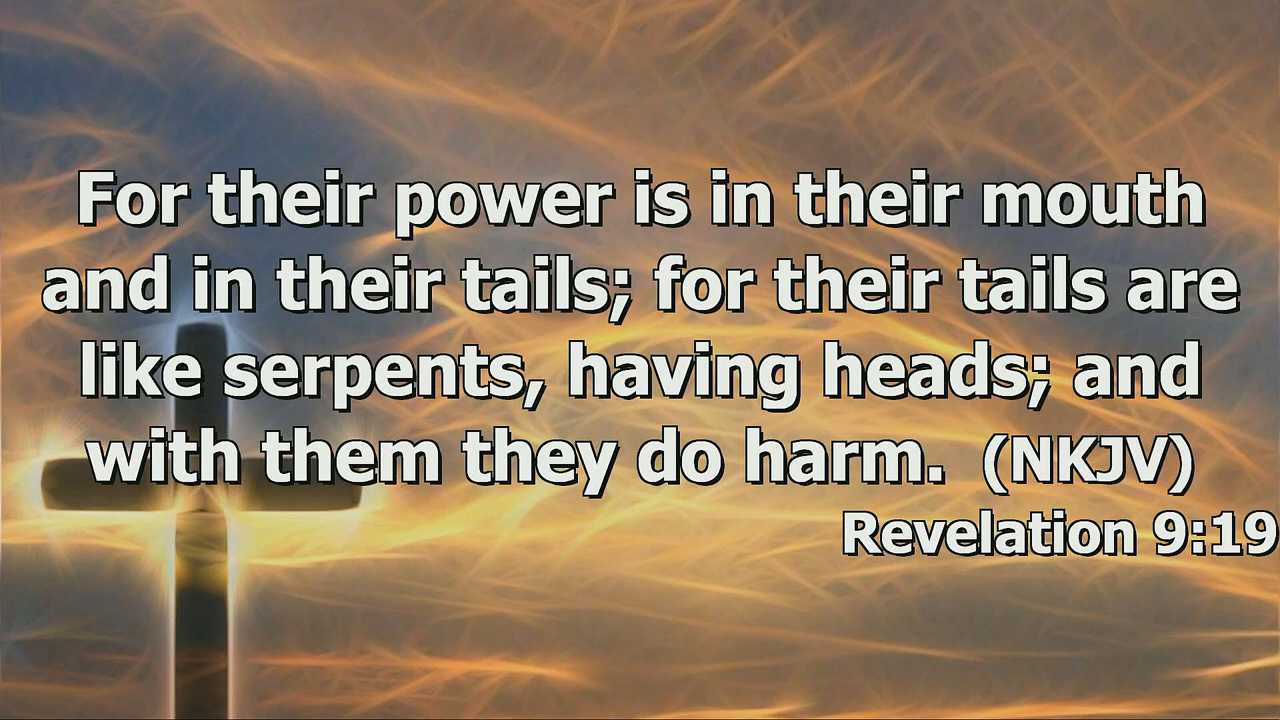 For their power is in their mouth
and in their tails; for their tails are
like serpents, having heads; and
with them they do harm. (NKJV)
Revelation 9:19